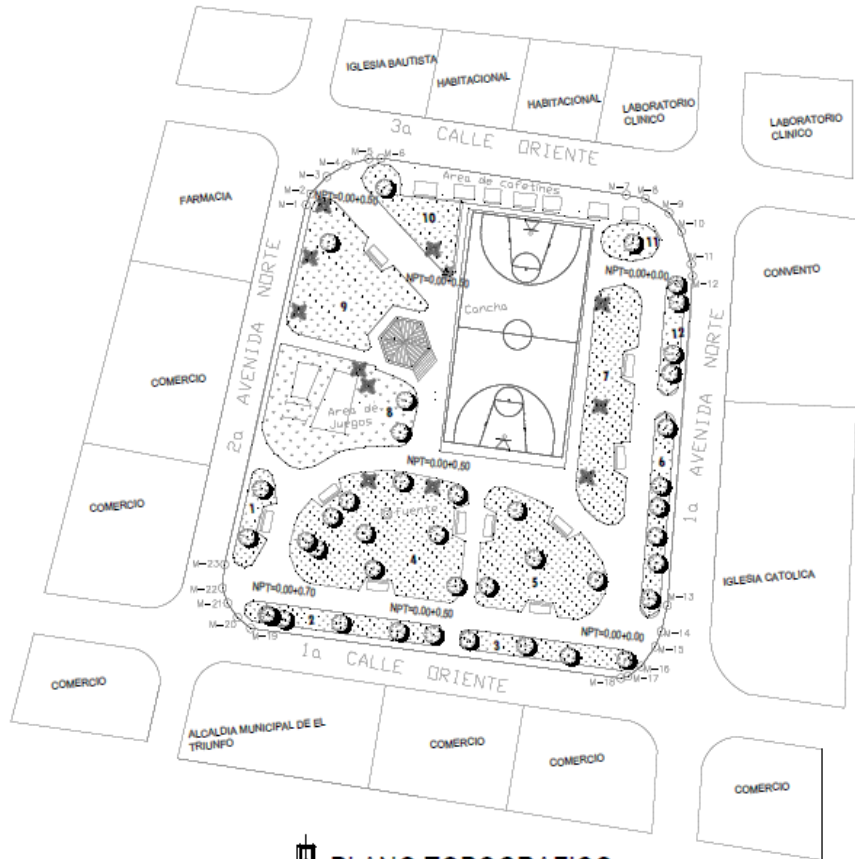 IGLESIA BAUTISTA
HABITACIONAL
HABITACIONAL
LABORATORIO
CLINICO
LABORATORIO
CLINICO
3a CALLE ORIENTE
M-5
M-6
M-4
M-3
M-2
M-1
M-7
M-8
M-9
M-10
M-11
M-12
FARMACIA
Area de cafetines
NPT=0.00+0.50
10
11
NPT=0.00+0.50
NPT=0.00+0.00
CONVENTO
9
Cancha
12
2a AVENIDA NORTE
1a AVENIDA NORTE
7
COMERCIO
Area de
Juegos
8
NPT=0.00+0.50
6
COMERCIO
1
fuente
4
5
IGLESIA CATOLICA
M-23
M-22
M-21
M-20
M-19
NPT=0.00+0.70
NPT=0.00+0.50
NPT=0.00+0.00
M-13
M-14
M-15
M-16
M-17
M-18
2
3
1a CALLE ORIENTE
COMERCIO
ALCALDIA MUNICIPAL DE EL
TRIUNFO
COMERCIO
COMERCIO
COMERCIO
PLANO TOPOGRAFICO